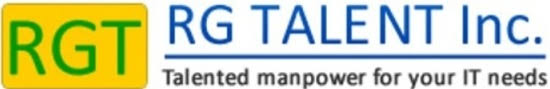 RGT
RG TALENT Inc.
Talented manpower for your IT needs